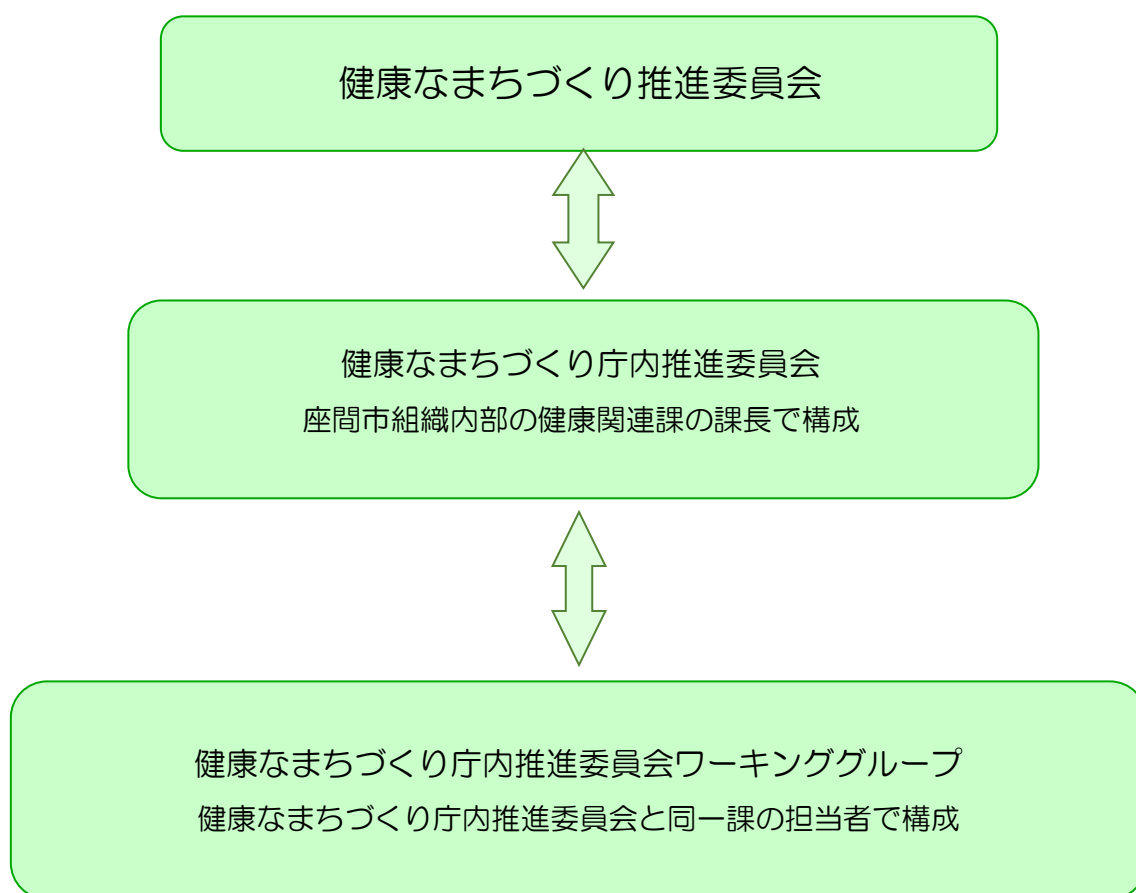 健康なまちづくり推進委員会
健康なまちづくり庁内推進委員会
座間市組織内部の健康関連課の課長で構成
健康なまちづくり庁内推進委員会ワーキンググループ
健康なまちづくり庁内推進委員会と同一課の担当者で構成